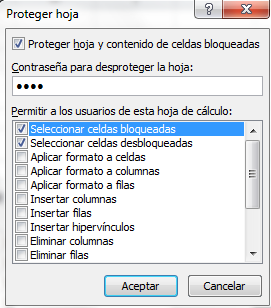 Proteger hoja
Proteger hoja y contenido de celdas bloqueadas
Contraseña para desproteger la hoja:
••••
Permitir a los usuarios de esta hoja de cálculo:
Seleccionar celdas bloqueadas
Seleccionar celdas desbloqueadas
Aplicar formato a celdas
Aplicar formato a columnas
Aplicar formato a filas
Insertar columnas
Insertar filas
Insertar hipervínculos
Eliminar columnas
Eliminar filas
Aceptar Cancelar